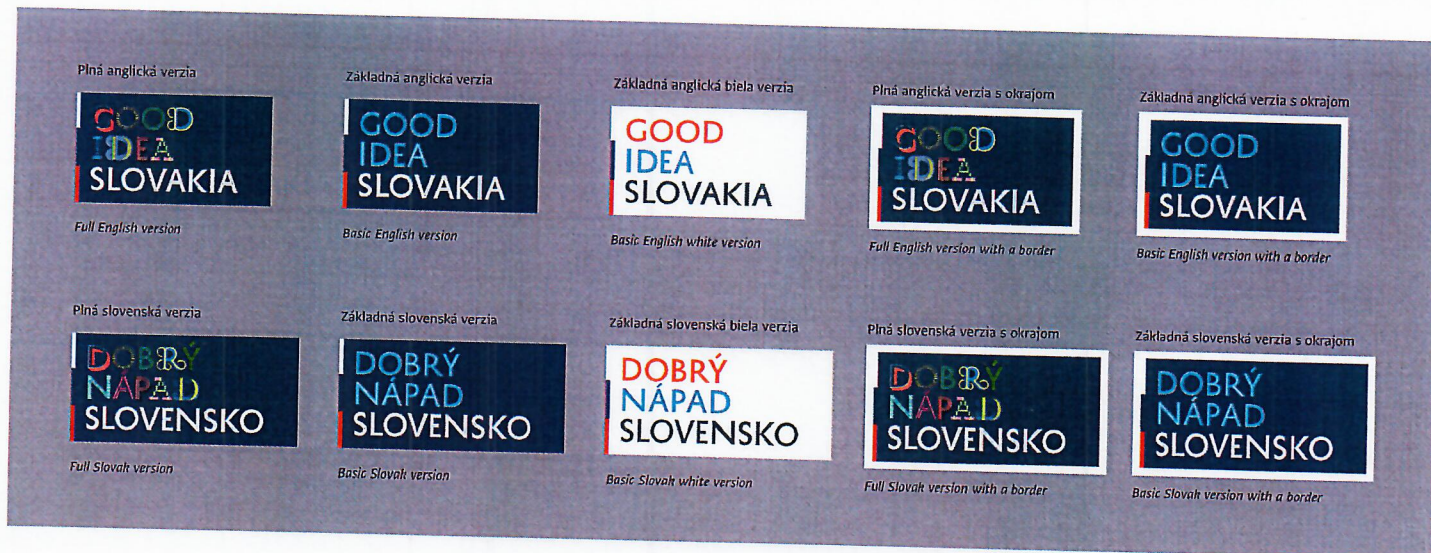 Plná anglická verzia
GOOD
IDEA
SLOVAKIA
Full English version
Základná anglická verzia
GOOD
IDEA
SLOVAKIA
Basic English version
Základná anglická biela verzia
GOOD
IDEA
SLOVAKIA
Basic English white version
Plná anglická verzia s okrajom
GOOD
IDEA
SLOVAKIA
Full English version with a border
Základná anglická verzia s okrajom
GOOD
IDEA
SLOVAKIA
Basic English version with a border
Plná slovenská verzia
DOBRÝ
NÁPAD
SLOVENSKO
Full Slovak version
Základná slovenská verzia
DOBRÝ
NÁPAD
SLOVENSKO
Basic Slovak version
Základná slovenská biela verzia
DOBRÝ
NÁPAD
SLOVENSKO
Basic Slovak white version
Plná slovenská verzia s okrajom
DOBRÝ
NÁPAD
SLOVENSKO
Full Slovak version with a border
Základná slovenská verzia s okrajom
DOBRÝ
NÁPAD
SLOVENSKO
Basic Slovak version with a border